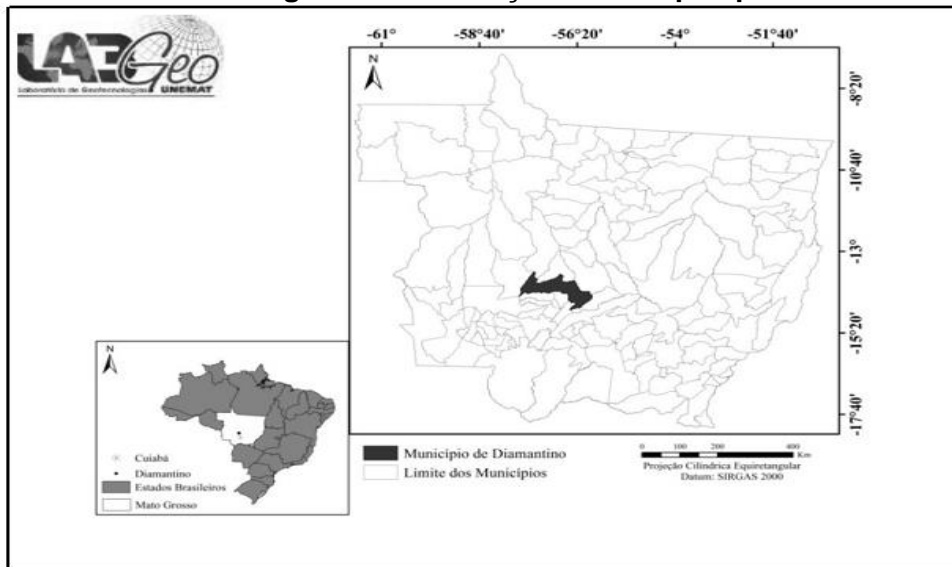 LABGeo
UNEMAT
Laboratório de Geotecnologias
-61°
-58°40'
-56°20'
-54°
-51°40'
N
-8°20'
-10°40'
-13°
-15°20'
-17°40'
N
Cuiabá
Diamantino
Estados Brasileiros
Mato Grosso
Município de Diamantino
Limite dos Municípios
0 100 200 400
Km
Projeção Cilíndrica Equiretangular
Datum: SIRGAS 2000